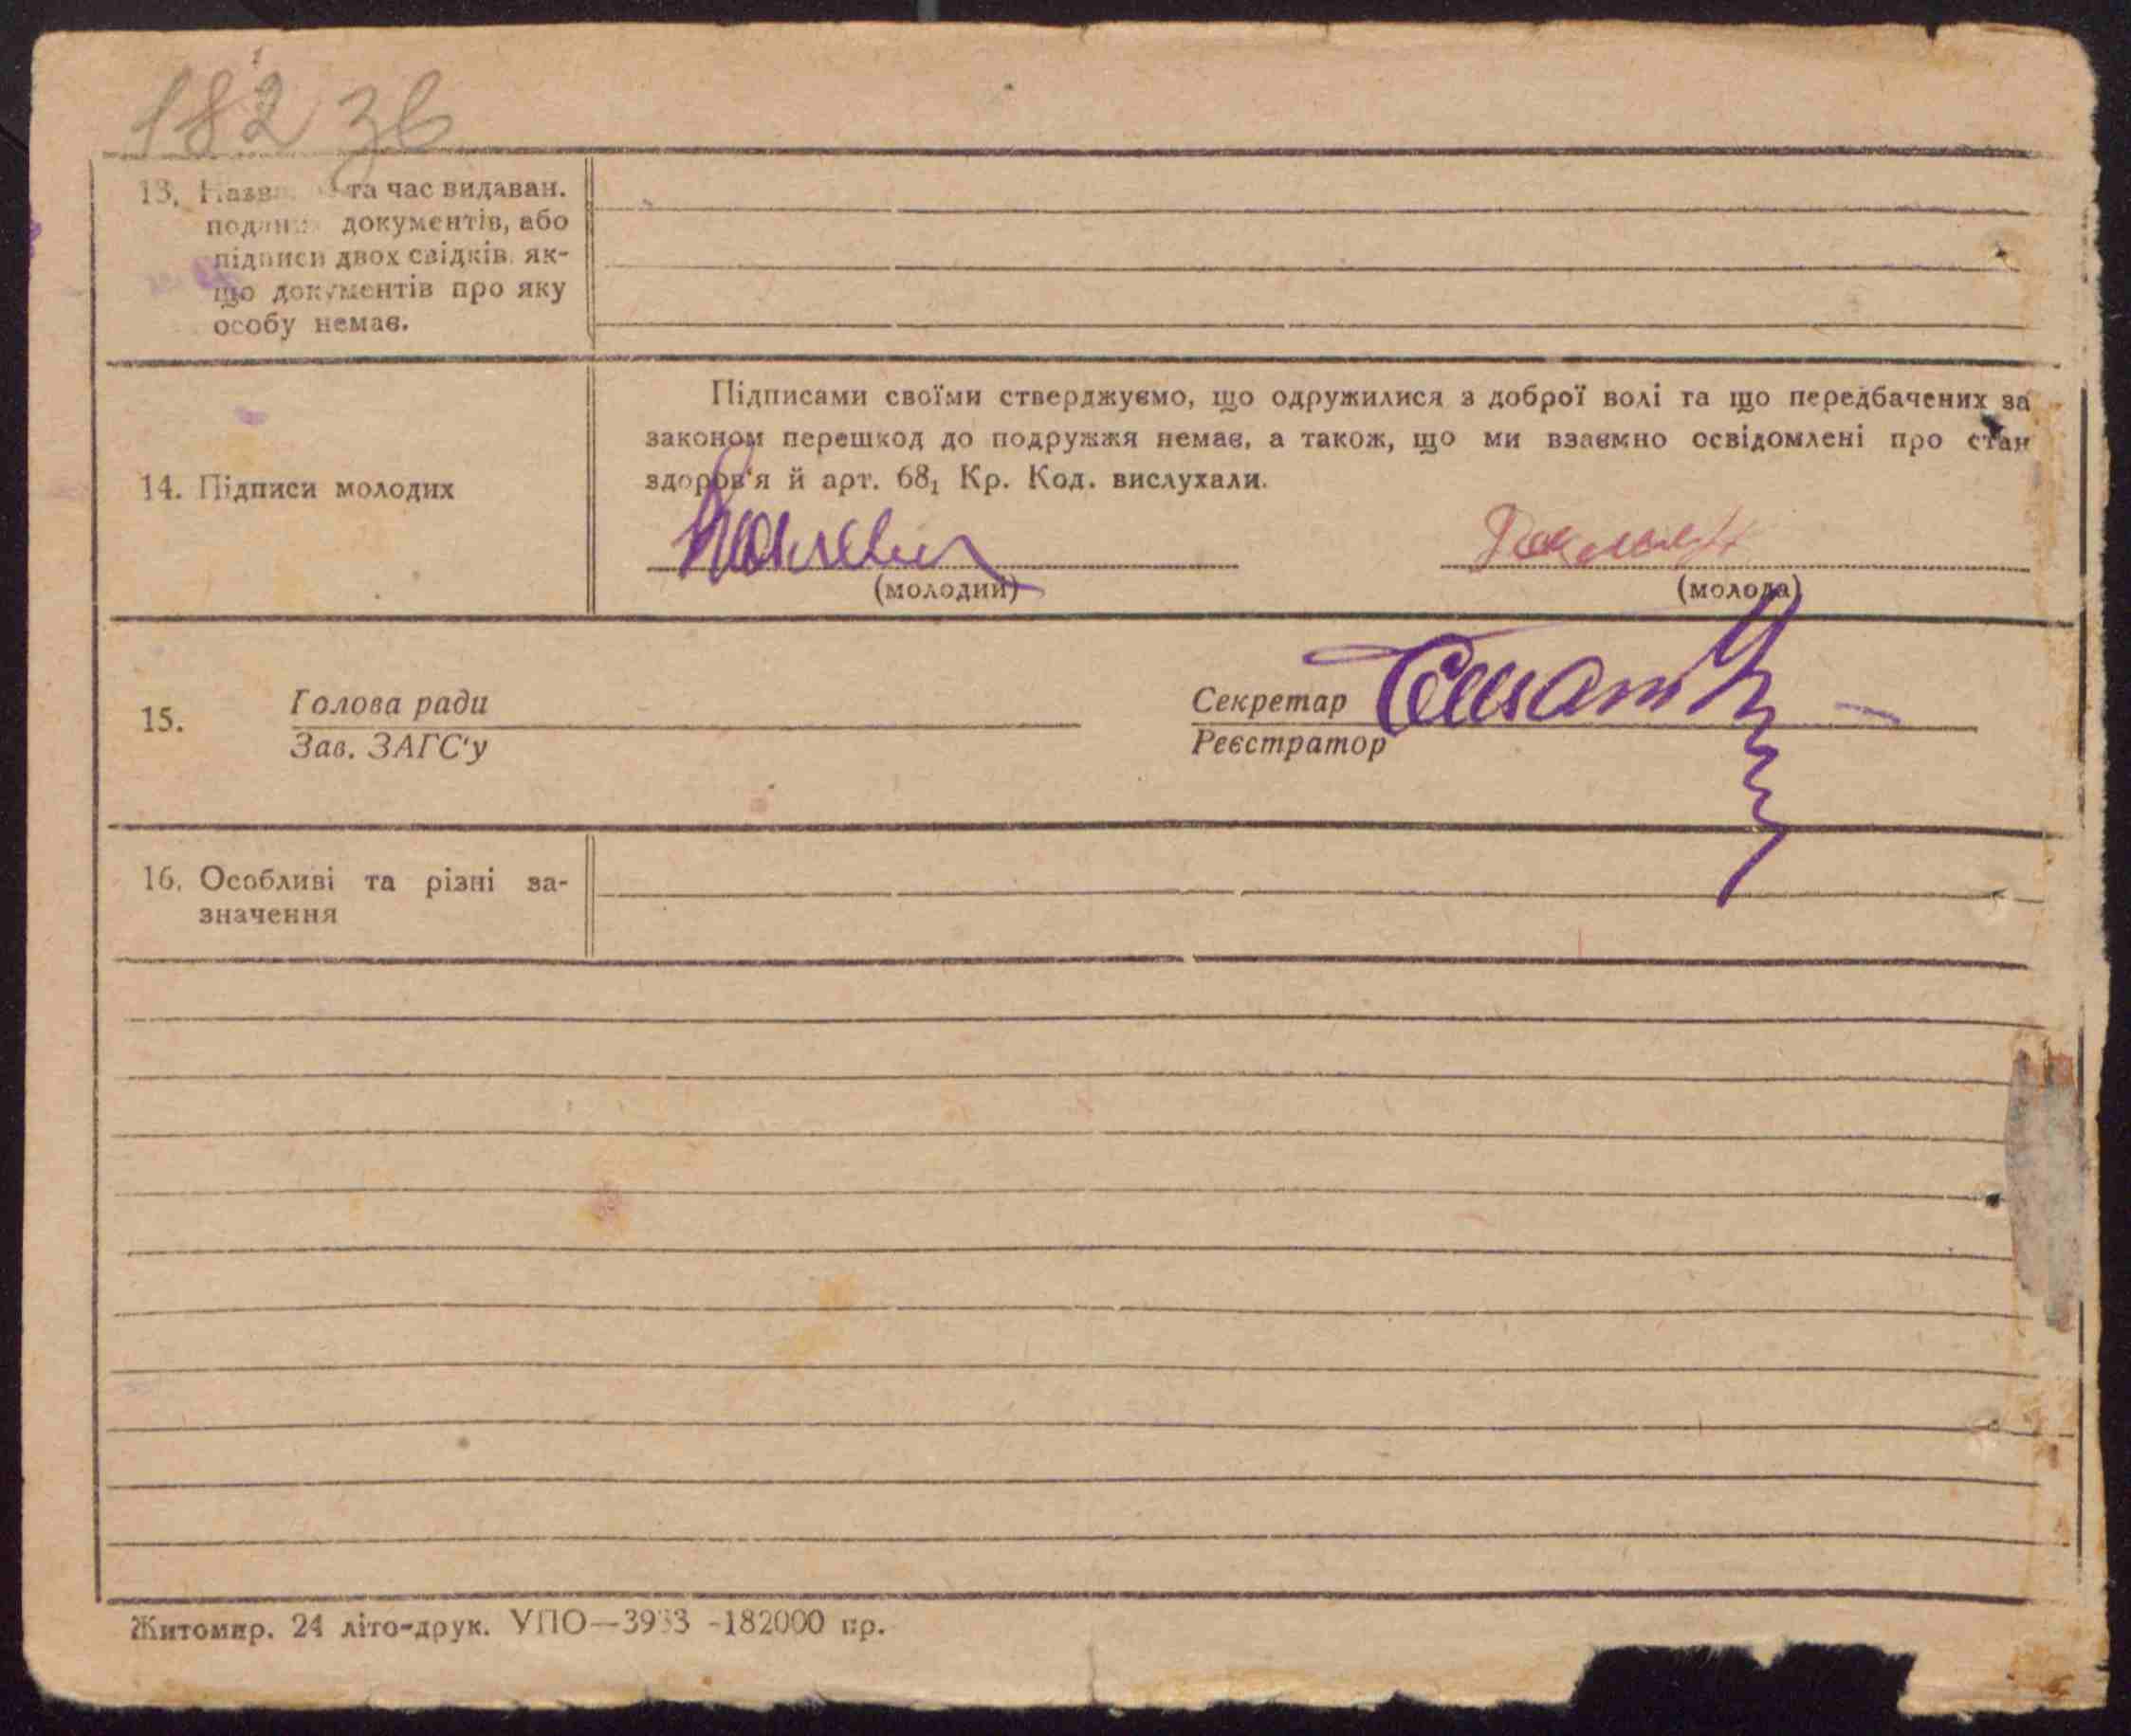 182 зв
13. Назва та час видаван.
документів, або
підписи двох свідків, як-
що документів про яку
особу немає.
14. Підписи молодих
Підписами своїми стверджуємо, що одружилися з доброї волі та що передбачених за
законом перешкод до подружжя немає, а також, що ми взаємно освідомлені про стан
здоров'я й арт. 68₁ Кр. Код. вислухали.
(молодий)
(молода)
15.
Голова ради
Зав. ЗАГС'у
Секретар
Реєстратор
16. Особливі та різні за-
значення
Житомир. 24 літо-друк. УПО—3933 -182000 пр.